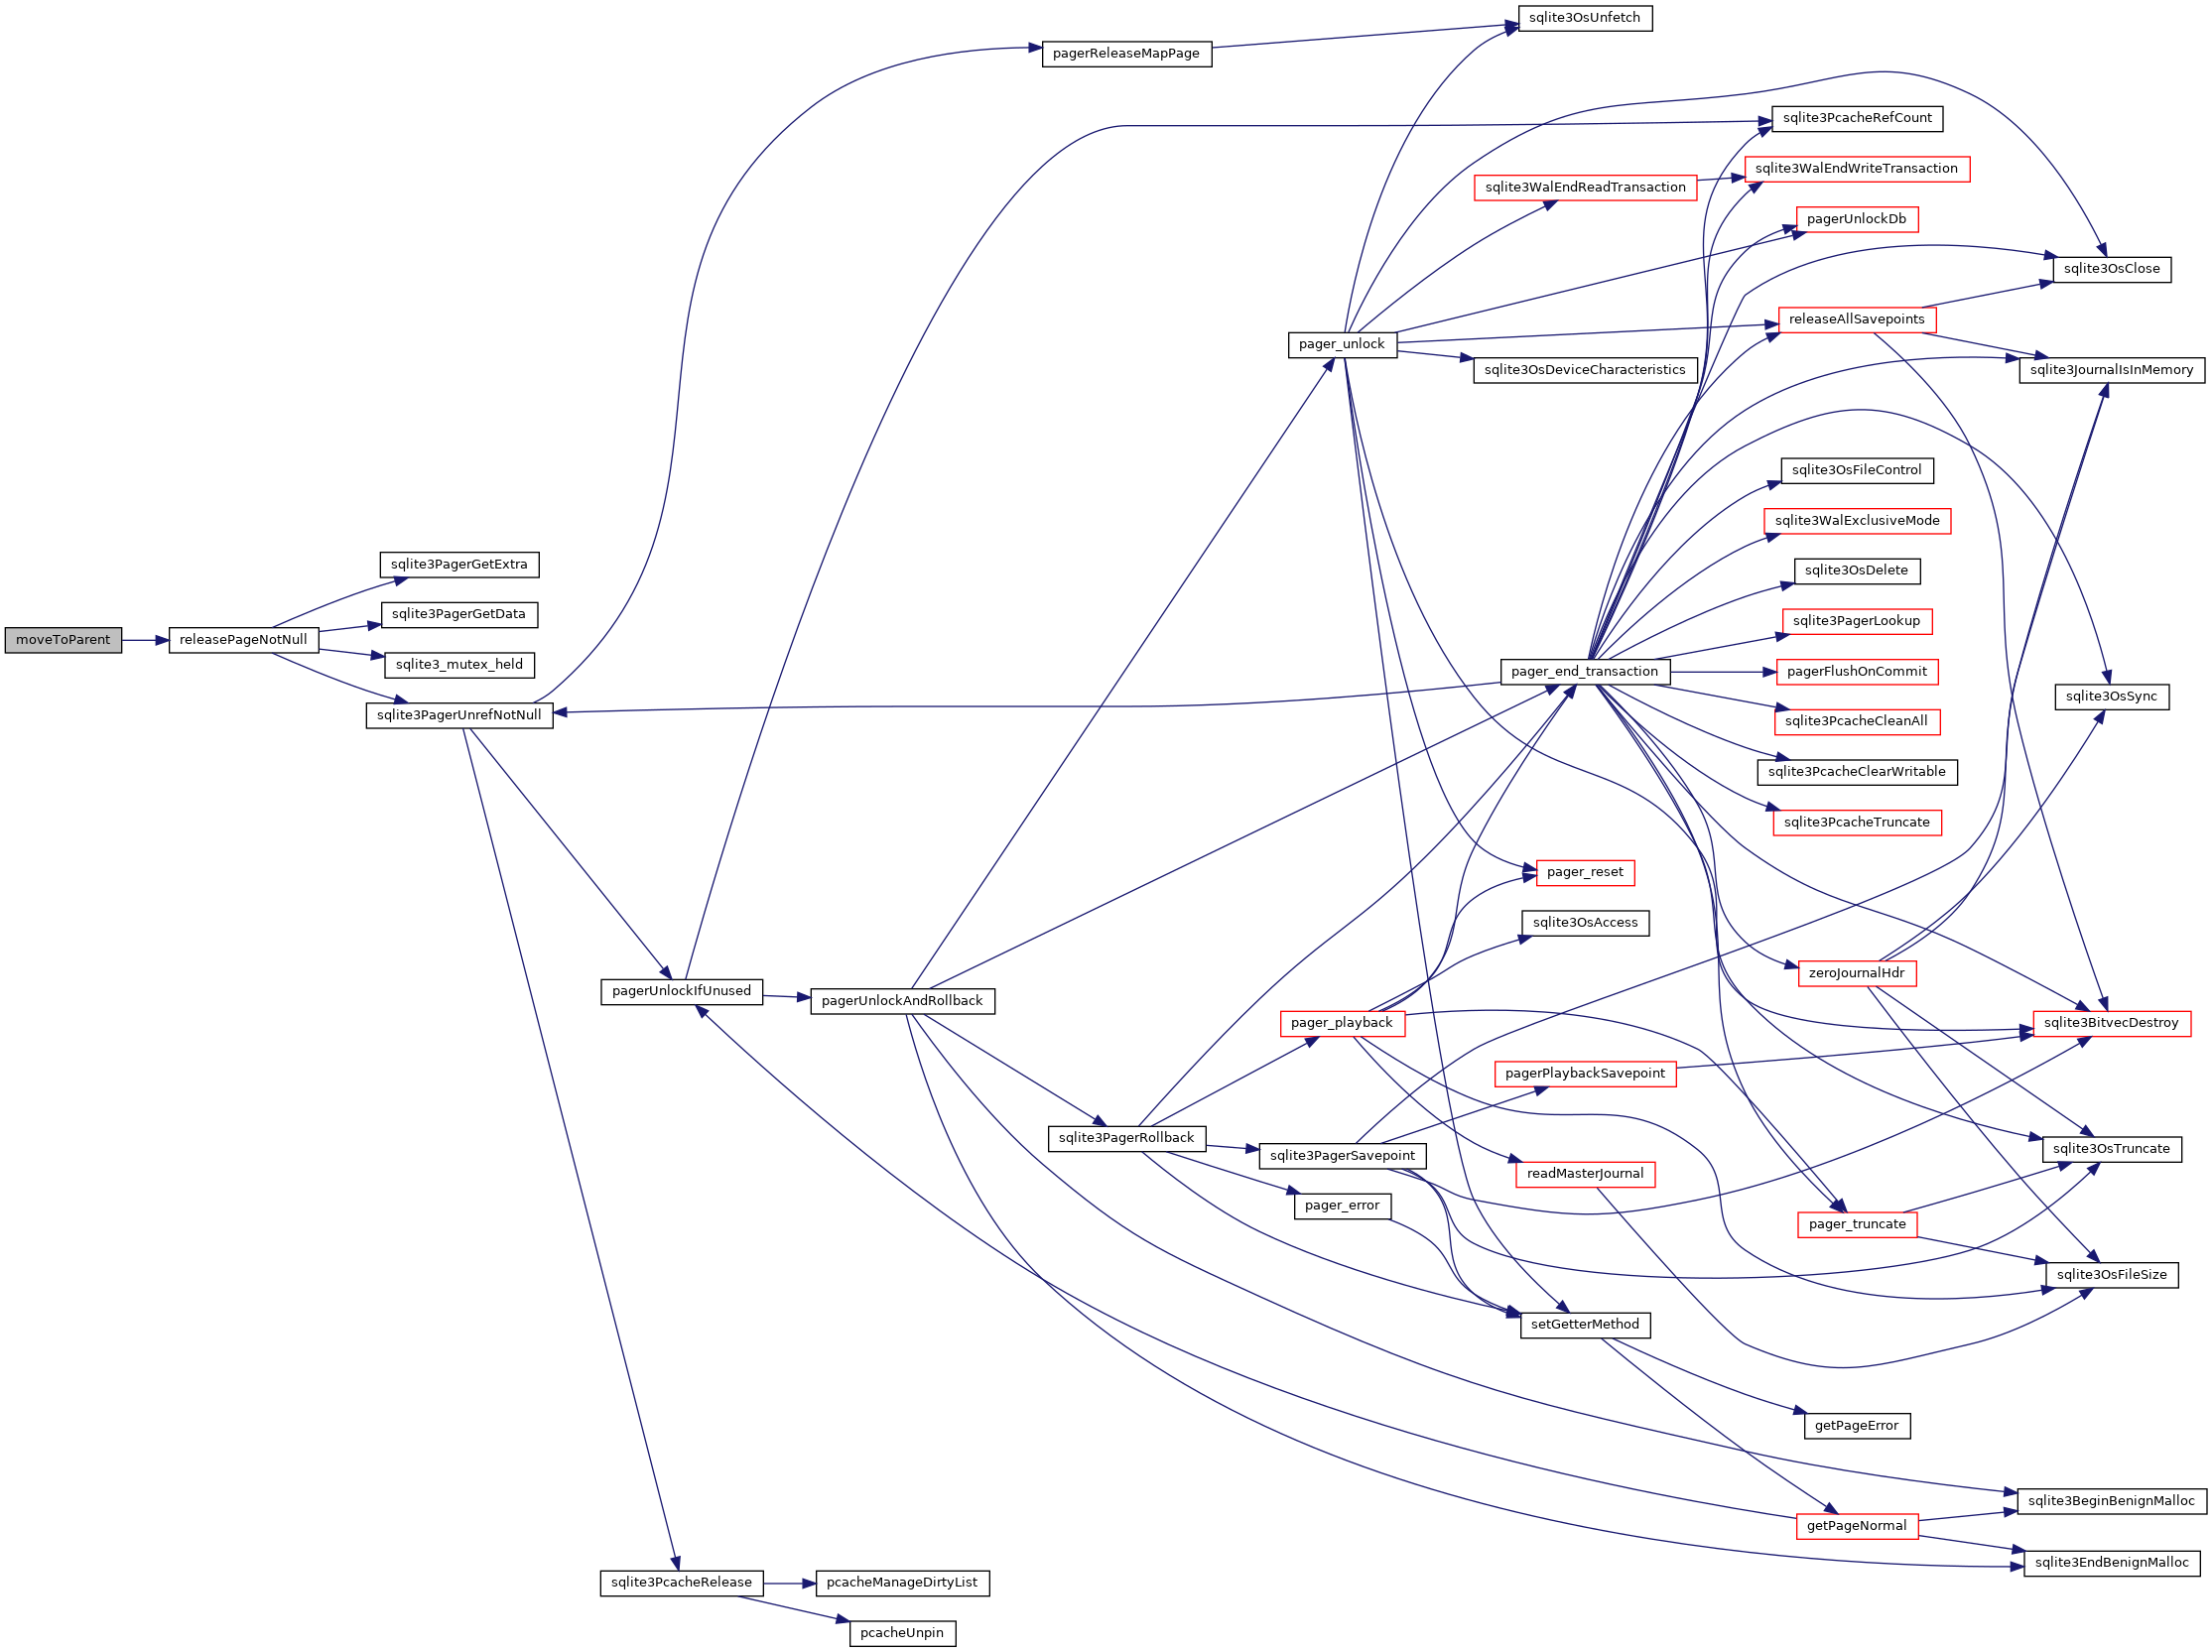 sqlite3OsUnfetch
pagerReleaseMapPage
sqlite3PcacheRefCount
sqlite3WalEndWriteTransaction
sqlite3WalEndReadTransaction
pagerUnlockDb
sqlite3OsClose
releaseAllSavepoints
pager_unlock
sqlite3OsDeviceCharacteristics
sqlite3JournalIsInMemory
sqlite3OsFileControl
sqlite3WalExclusiveMode
sqlite3PagerGetExtra
sqlite3OsDelete
sqlite3PagerGetData
sqlite3PagerLookup
moveToParent
releasePageNotNull
sqlite3_mutex_held
pager_end_transaction
pagerFlushOnCommit
sqlite3OsSync
sqlite3PagerUnrefNotNull
sqlite3PcacheCleanAll
sqlite3PcacheClearWritable
sqlite3PcacheTruncate
pager_reset
sqlite3OsAccess
zeroJournalHdr
pagerUnlockIfUnused
pagerUnlockAndRollback
pager_playback
sqlite3BitvecDestroy
pagerPlaybackSavepoint
sqlite3PagerRollback
sqlite3PagerSavepoint
sqlite3OsTruncate
readMasterJournal
pager_error
pager_truncate
sqlite3OsFileSize
setGetterMethod
getPageError
sqlite3BeginBenignMalloc
getPageNormal
sqlite3EndBenignMalloc
sqlite3PcacheRelease
pcacheManageDirtyList
pcacheUnpin